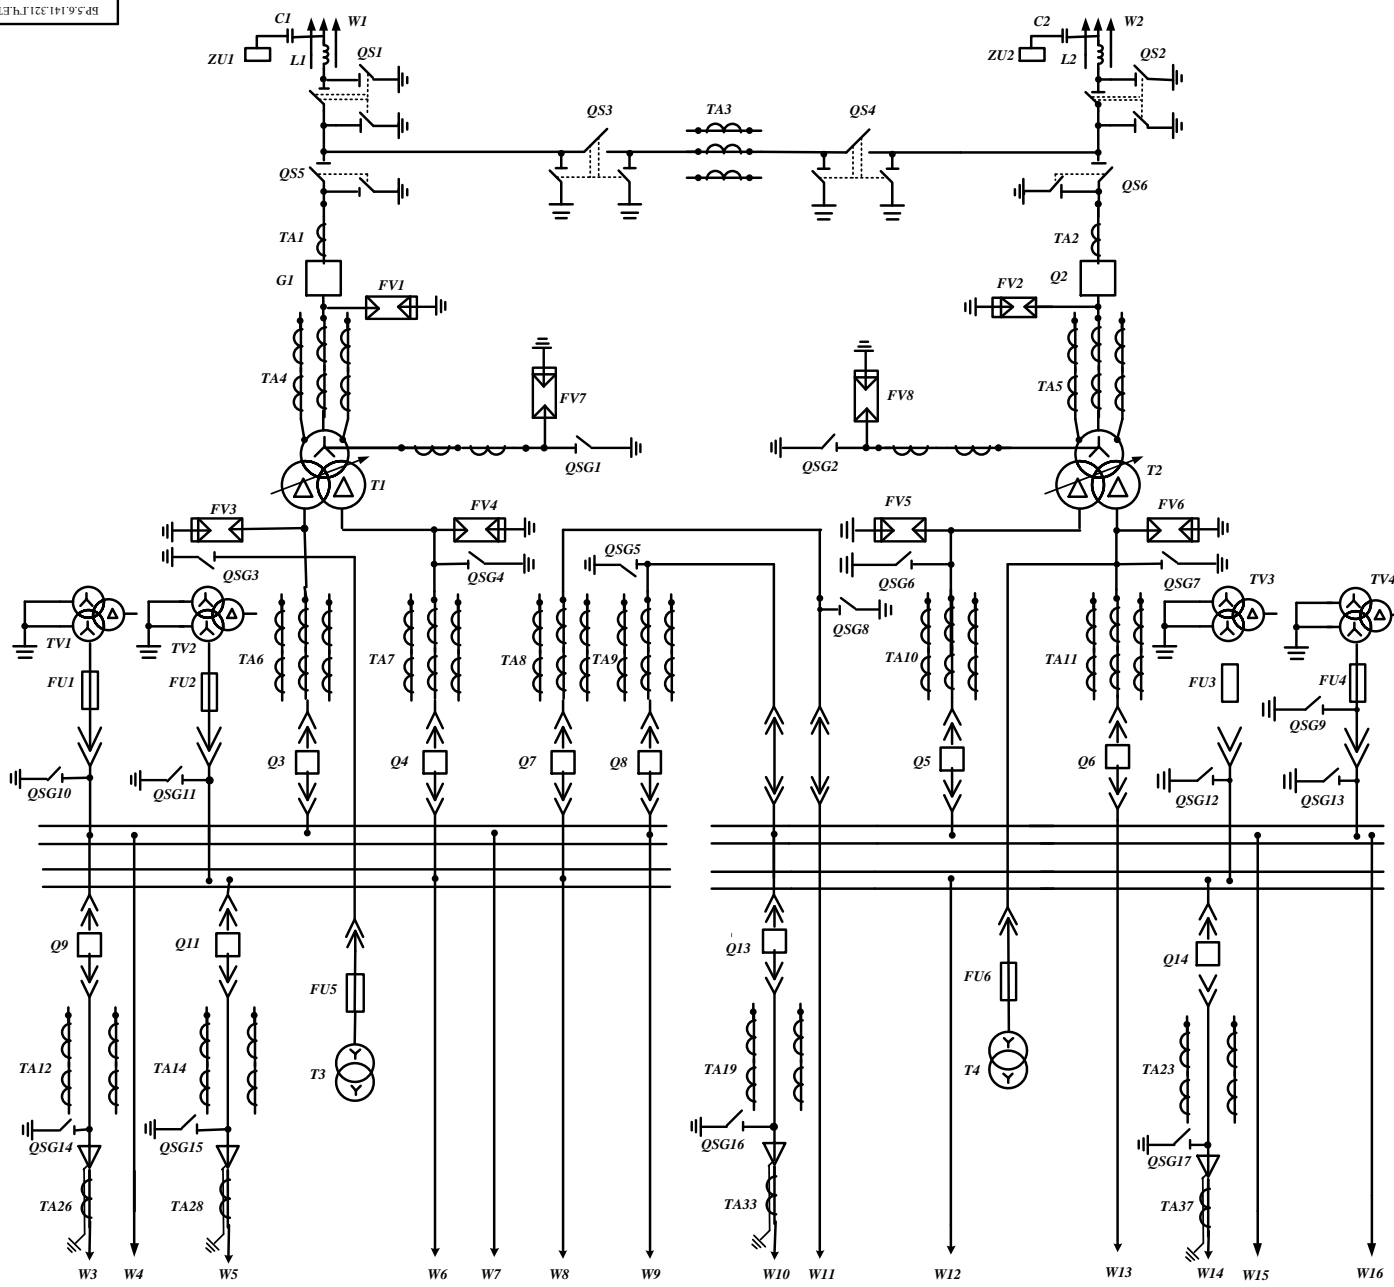 БР.5.6.141.321.ГЧ.ЕТ
C1 W1
ZU1 L1 QS1
C2 W2
ZU2 L2 QS2
QS3 TA3 QS4
QS5 QS6
TA1 TA2
G1 FV1 FV2 Q2
TA4 FV7 FV8 TA5
QSG1 QSG2
T1 T2
FV3 FV4 FV5 FV6
QSG3 QSG4 QSG5 QSG6 QSG7 TV3 TV4
QSG8
TV1 TV2 TA6 TA7 TA8 TA9 TA10 TA11
FU1 FU2 FU3 FU4
QSG9
Q3 Q4 Q7 Q8 Q5 Q6
QSG10 QSG11 QSG12 QSG13
Q9 Q11 Q13 Q14
FU5 FU6
TA12 TA14 T3 TA19 T4 TA23
QSG14 QSG15 QSG16 QSG17
TA26 TA28 TA33 TA37
W3 W4 W5 W6 W7 W8 W9 W10 W11 W12 W13 W14 W15 W16